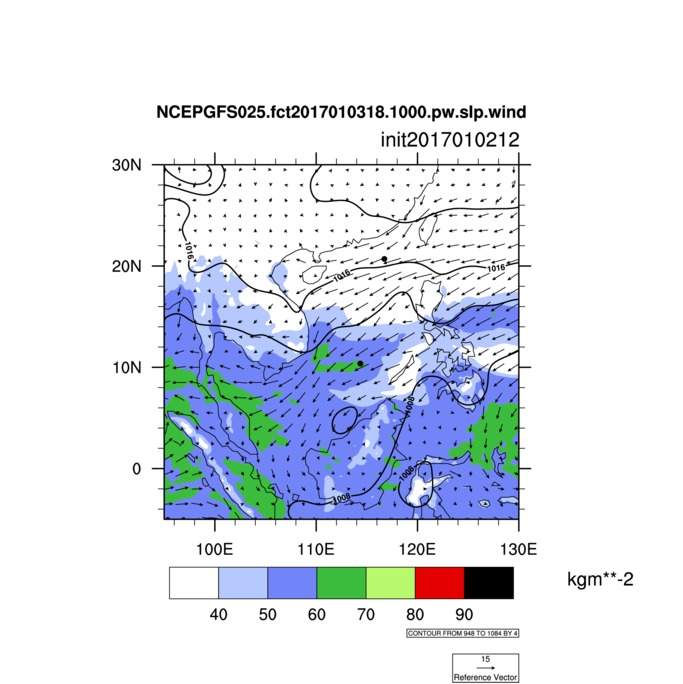 NCEPGFS025.fct2017010318.1000.pw.slp.wind
init2017010212
30N
20N
10N
0
1016
1016
1016
1008
1008
1008
100E 110E 120E 130E
kgm**-2
40 50 60 70 80 90
CONTOUR FROM 948 TO 1084 BY 4
15
Reference Vector